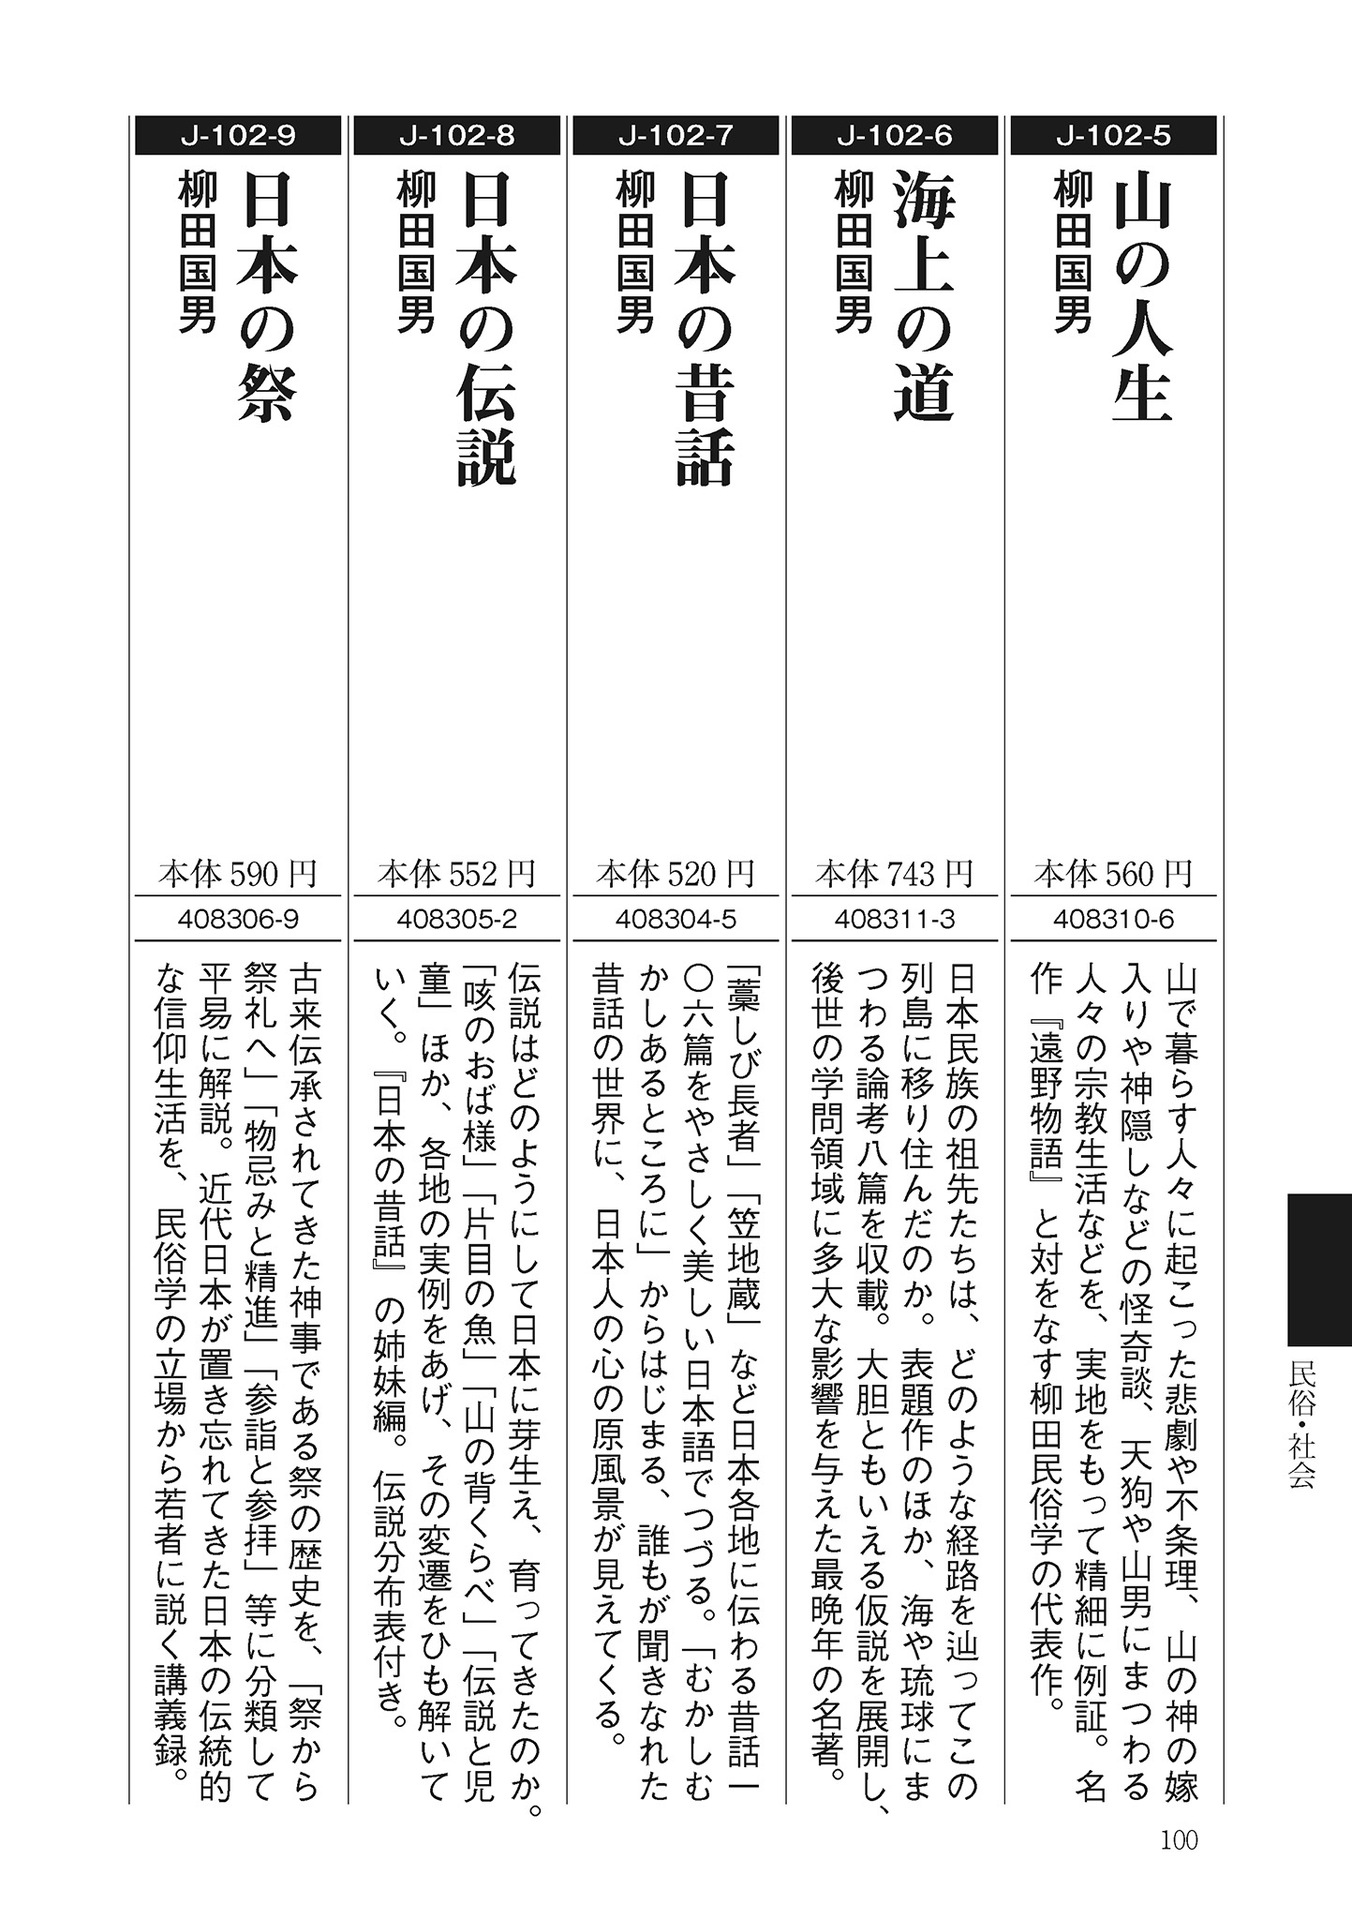 J-102-5
山の人生
柳田国男
本体 560 円
408310-6
山で暮らす人々に起こった悲劇や不条理、山の神の嫁
入りや神隠しなどの怪奇談、天狗や山男にまつわる
人々の宗教生活などを、実地をもって精細に例証。名
作『遠野物語』と対をなす柳田民俗学の代表作。
J-102-6
海上の道
柳田国男
本体 743 円
408311-3
日本民族の祖先たちは、どのような経路を辿ってこの
列島に移り住んだのか。表題作のほか、海や琉球にま
つわる論考八篇を収載。大胆ともいえる仮説を展開し、
後世の学問領域に多大な影響を与えた最晩年の名著。
J-102-7
日本の昔話
柳田国男
本体 520 円
408304-5
「藁しび長者」「笠地蔵」など日本各地に伝わる昔話一
〇六篇をやさしく美しい日本語でつづる。「むかしむ
かしあるところに」からはじまる、誰もが聞きなれた
昔話の世界に、日本人の心の原風景が見えてくる。
J-102-8
日本の伝説
柳田国男
本体 552 円
408305-2
伝説はどのようにして日本に芽生え、育ってきたのか。
「咳のおば様」「片目の魚」「山の背くらべ」「伝説と児
童」ほか、各地の実例をあげ、その変遷をひも解いて
いく。『日本の昔話』の姉妹編。伝説分布表付き。
J-102-9
日本の祭
柳田国男
本体 590 円
408306-9
古来伝承されてきた神事である祭の歴史を、「祭から
祭礼へ」「物忌みと精進」「参詣と参拝」等に分類して
平易に解説。近代日本が置き忘れてきた日本の伝統的
な信仰生活を、民俗学の立場から若者に説く講義録。
民俗・社会
100